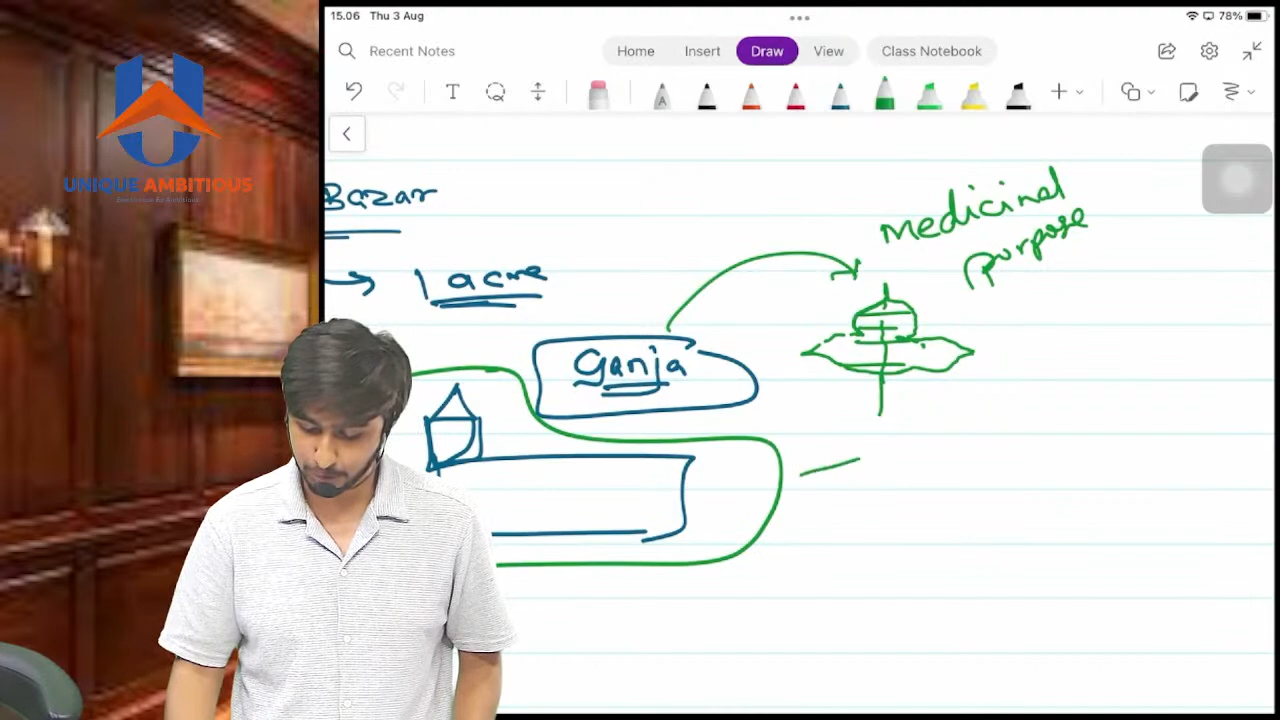 15.06 Thu 3 Aug
78%
Recent Notes
Home Insert Draw View Class Notebook
T
A
UNIQUE AMBITIOUS
Bazar
1 acre
medicinal
purpose
Ganja